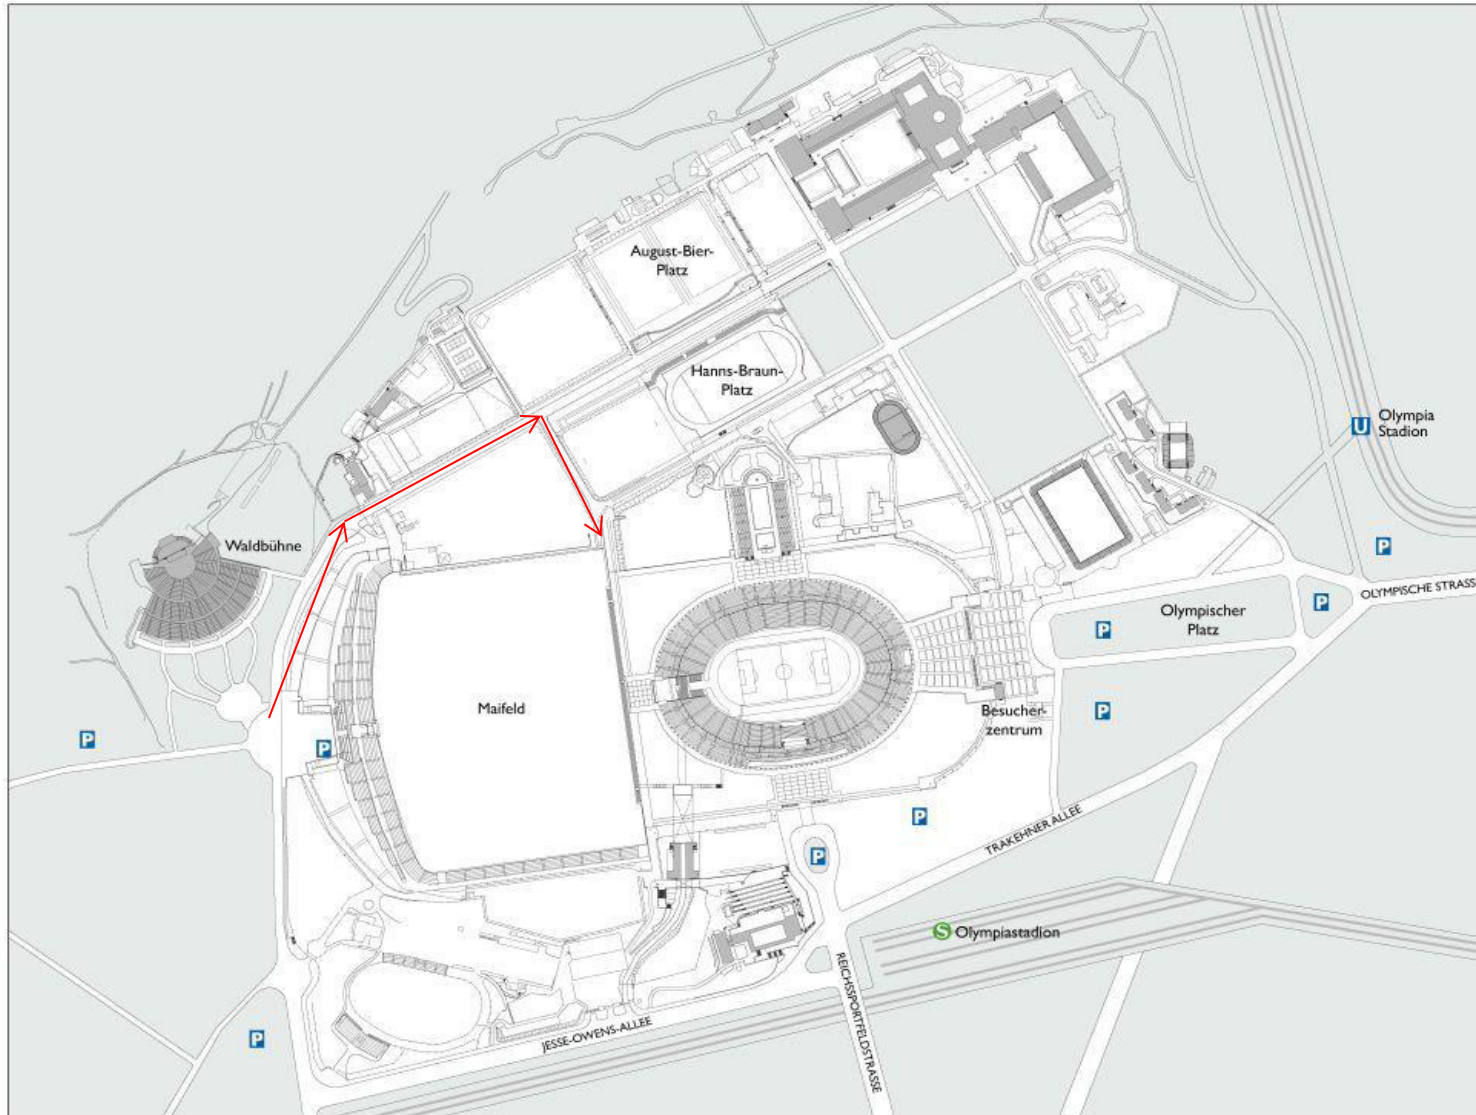 August-Bier-
Platz
Hanns-Braun-
Platz
U
Olympia
Stadion
Waldbühne
P
OLYMPISCHE STRASSE
P
Olympischer
Platz
P
Maifeld
Besucher-
zentrum
P
P
P
P
TRAKEHNER ALLEE
P
S
Olympiastadion
REICHSSPORTFELDSTRASSE
JESSE-OWENS-ALLEE
P